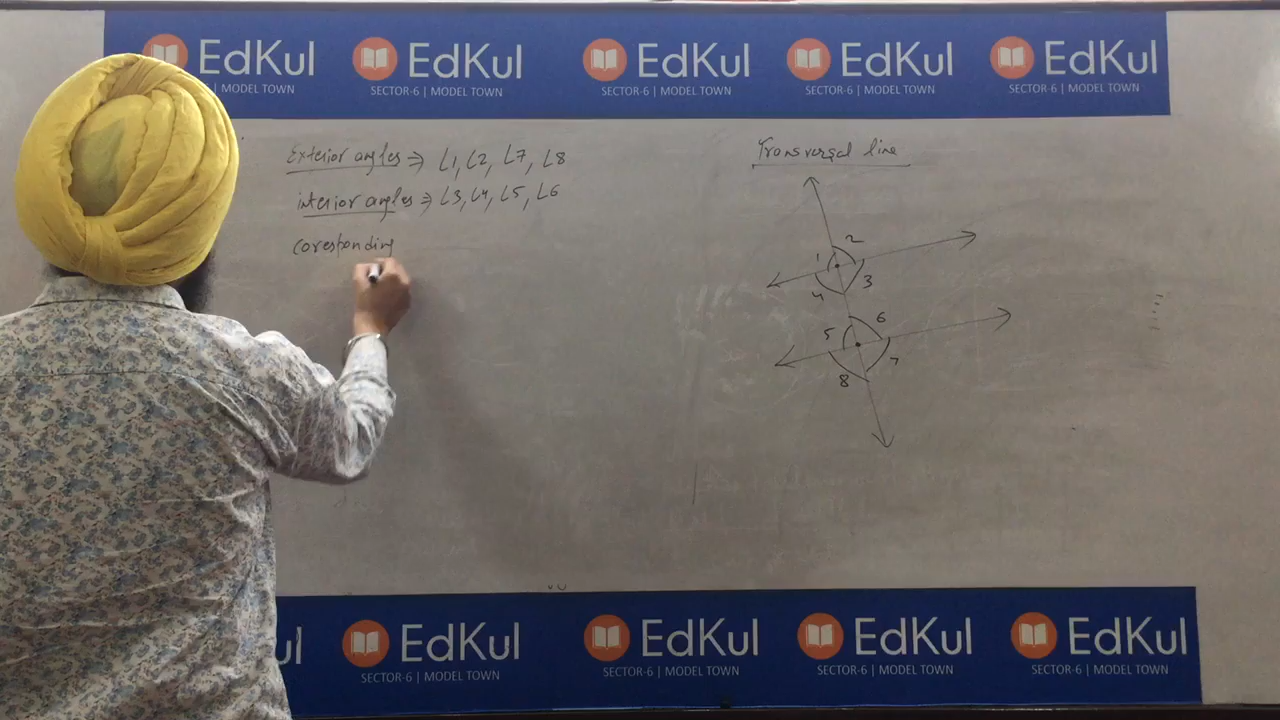 EdKul EdKul EdKul EdKul EdKul
SECTOR-6 | MODEL TOWN SECTOR-6 | MODEL TOWN SECTOR-6 | MODEL TOWN SECTOR-6 | MODEL TOWN
| MODEL TOWN
Exterior angles ⇒ ∠1, ∠2, ∠7, ∠8
interior angles ⇒ ∠3, ∠4, ∠5, ∠6
coresponding
Transversal line
1 2
4 3
5 6
8 7
EdKul EdKul EdKul EdKul
SECTOR-6 | MODEL TOWN SECTOR-6 | MODEL TOWN SECTOR-6 | MODEL TOWN SECTOR-6 | MODEL TOWN